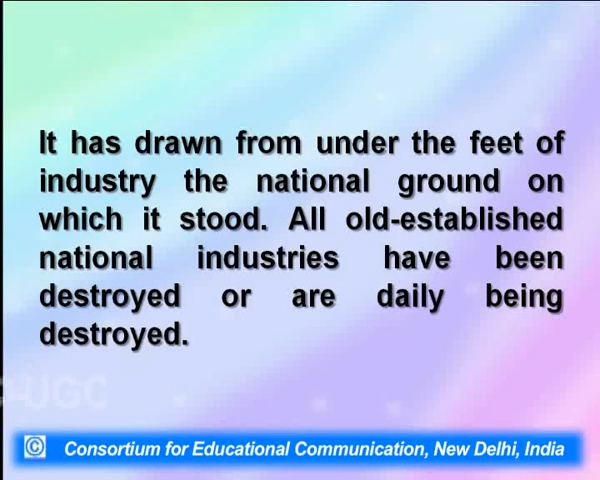 It has drawn from under the feet of
industry the national ground on
which it stood. All old-established
national industries have been
destroyed or are daily being
destroyed.
-UGC
© Consortium for Educational Communication, New Delhi, India